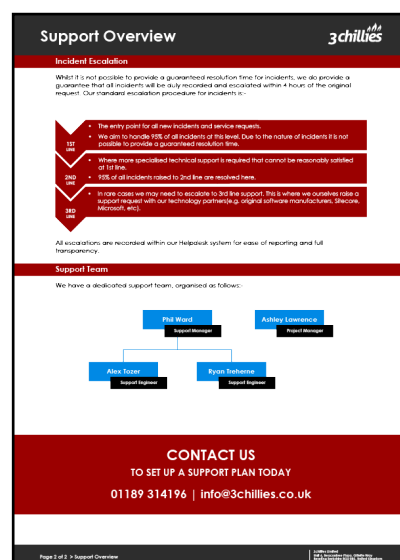 Support Overview
3chillies
Incident Escalation
Whilst it is not possible to provide a guaranteed resolution time for incidents, we do provide a
guarantee that all incidents will be duly recorded and escalated within 4 hours of the original
request. Our standard escalation procedure for incidents is:-
1ST
LINE
• The entry point for all new incidents and service requests.
• We aim to handle 95% of all incidents at this level. Due to the nature of incidents it is not
possible to provide a guaranteed resolution time.
2ND
LINE
• Where more specialised technical support is required that cannot be reasonably satisfied
at 1st line.
• 95% of all incidents raised to 2nd line are resolved here.
3RD
LINE
• In rare cases we may need to escalate to 3rd line support. This is where we ourselves raise a
support request with our technology partners(e.g. original software manufacturers, Sitecore,
Microsoft, etc).
All escalations are recorded within our Helpdesk system for ease of reporting and full
transparency.
Support Team
We have a dedicated support team, organised as follows:-
Phil Ward
Support Manager
Ashley Lawrence
Project Manager
Alex Tozer
Support Engineer
Ryan Treherne
Support Engineer
CONTACT US
TO SET UP A SUPPORT PLAN TODAY
01189 314196 | info@3chillies.co.uk
Page 2 of 2 > Support Overview
3chillies Limited